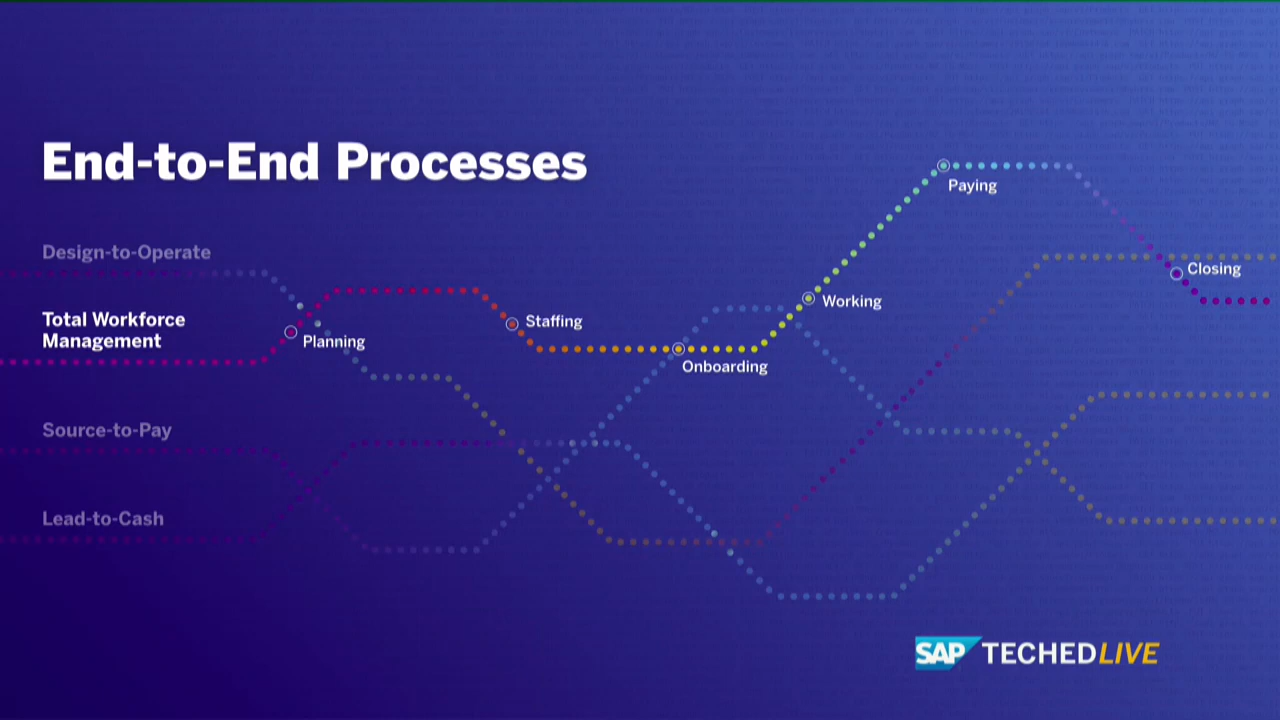 End-to-End Processes
Design-to-Operate
Total Workforce
Management
Source-to-Pay
Lead-to-Cash
Planning
Staffing
Onboarding
Working
Paying
Closing
SAP TECHEDLIVE